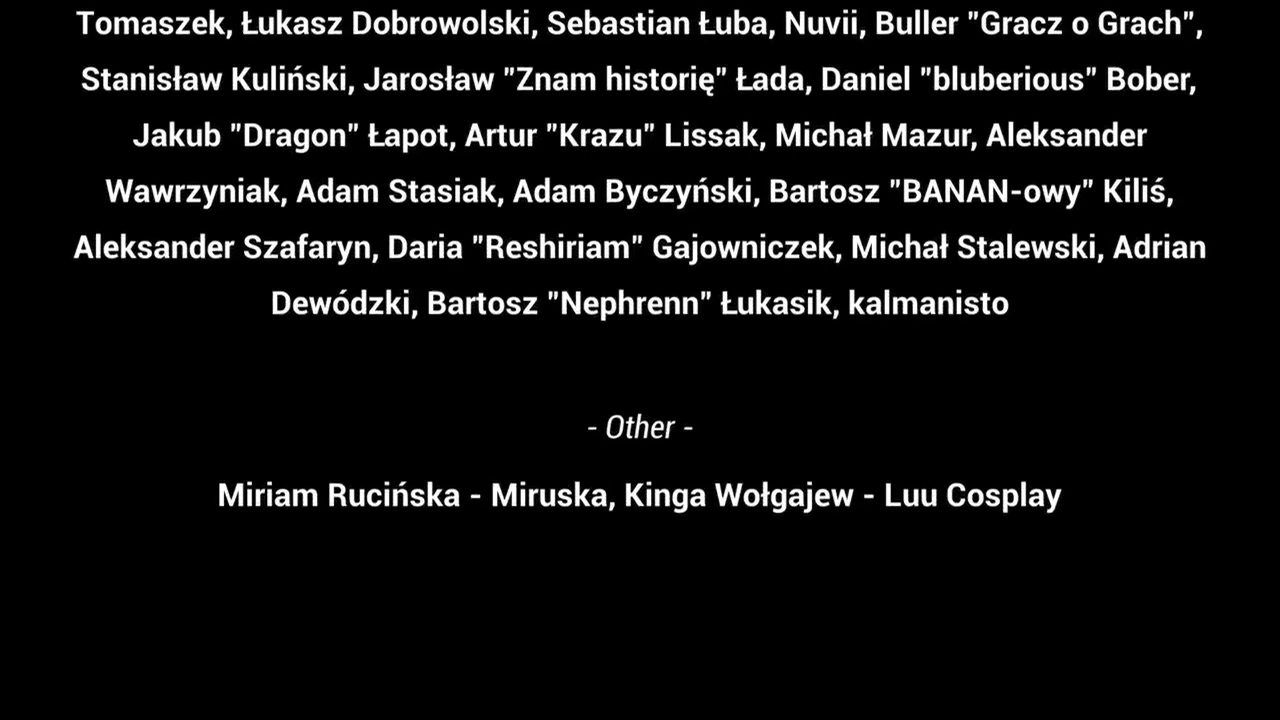 Tomaszek, Łukasz Dobrowolski, Sebastian Łuba, Nuvii, Buller "Gracz o Grach",
Stanisław Kuliński, Jarosław "Znam historię" Łada, Daniel "bluberious" Bober,
Jakub "Dragon" Łapot, Artur "Krazu" Lissak, Michał Mazur, Aleksander
Wawrzyniak, Adam Stasiak, Adam Byczyński, Bartosz "BANAN-owy" Kiliś,
Aleksander Szafaryn, Daria "Reshiriam" Gajowniczek, Michał Stalewski, Adrian
Dewódzki, Bartosz "Nephrenn" Łukasik, kalmanisto
- Other -
Miriam Rucińska - Miruska, Kinga Wołgajew - Luu Cosplay